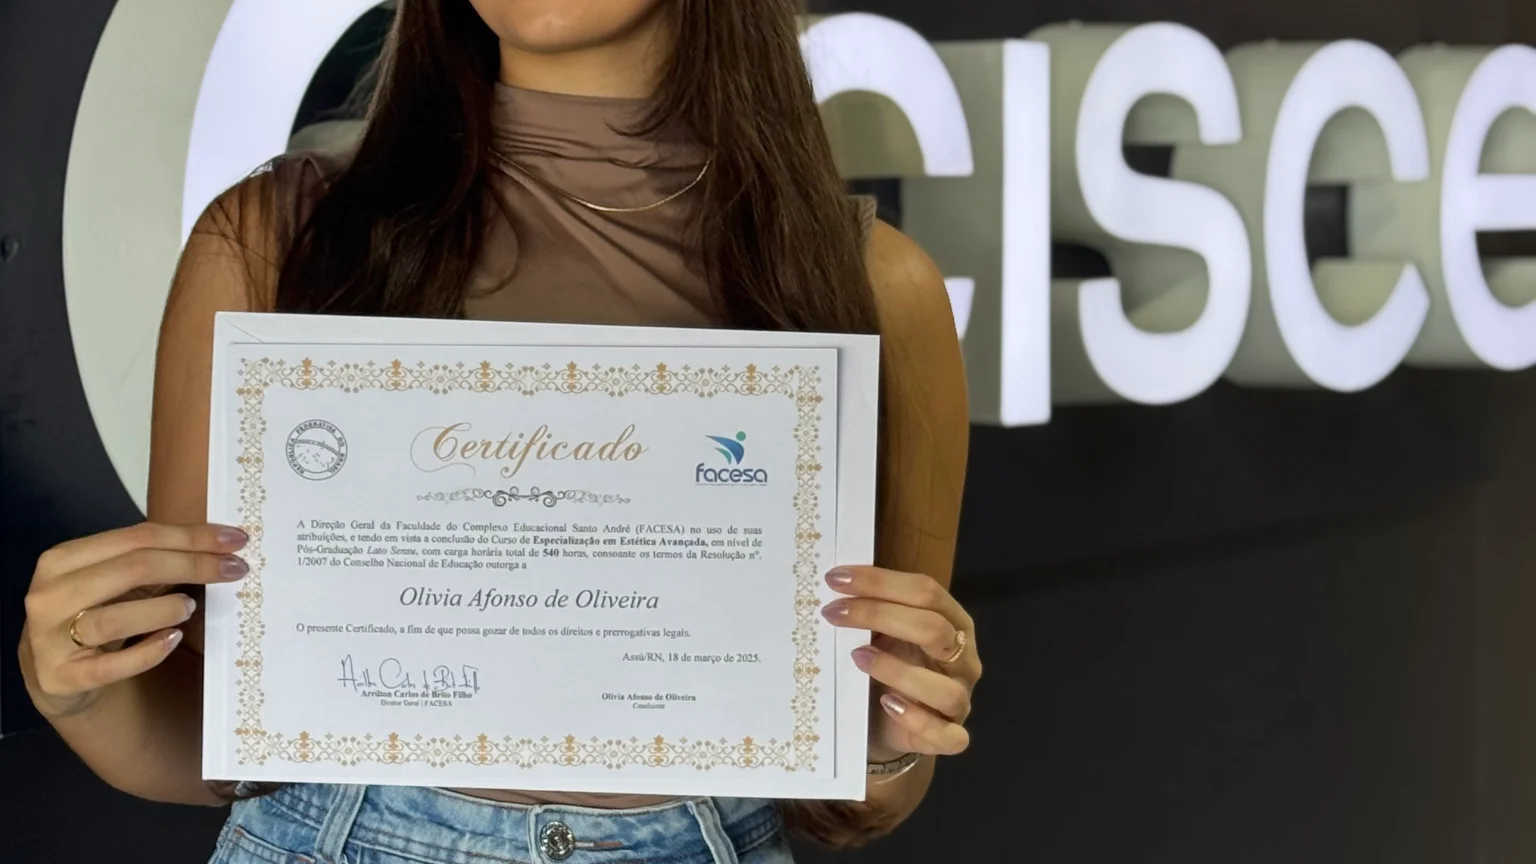 cisce
Certificado
REPÚBLICA FEDERATIVA DO BRASIL
facesa
A Direção Geral da Faculdade do Complexo Educacional Santo André (FACESA) no uso de suas
atribuições, e tendo em vista a conclusão do Curso de Especialização em Estética Avançada, em nível de
Pós-Graduação Lato Sensu, com carga horária total de 540 horas, consoante os termos da Resolução nº.
1/2007 do Conselho Nacional de Educação outorga a
Olivia Afonso de Oliveira
O presente Certificado, a fim de que possa gozar de todos os direitos e prerrogativas legais.
Assú/RN, 18 de março de 2025.
Arrilton Carlos de Brito Filho
Diretor Geral | FACESA
Olivia Afonso de Oliveira
Concluinte